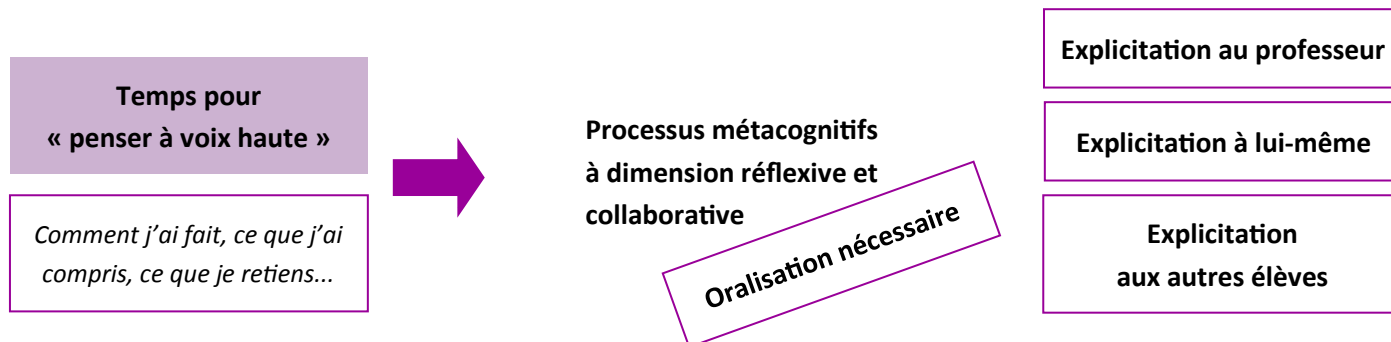 Temps pour
« penser à voix haute »
Comment j’ai fait, ce que j’ai
compris, ce que je retiens...
Processus métacognitifs
à dimension réflexive et
collaborative
Oralisation nécessaire
Explicitation au professeur
Explicitation à lui-même
Explicitation
aux autres élèves